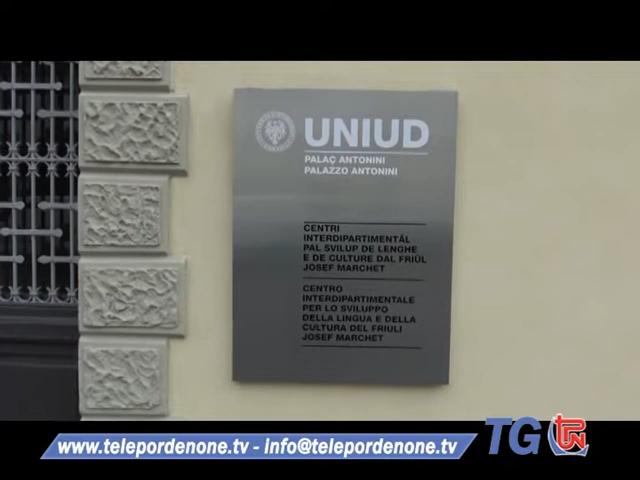 UNIUD
PALAÇ ANTONINI
PALAZZO ANTONINI
CENTRI
INTERDIPARTIMENTÂL
PAL SVILUP DE LENGHE
E DE CULTURE DAL FRIÛL
JOSEF MARCHET
CENTRO
INTERDIPARTIMENTALE
PER LO SVILUPPO
DELLA LINGUA E DELLA
CULTURA DEL FRIULI
JOSEF MARCHET
www.telepordenone.tv - info@telepordenone.tv
TG TPN